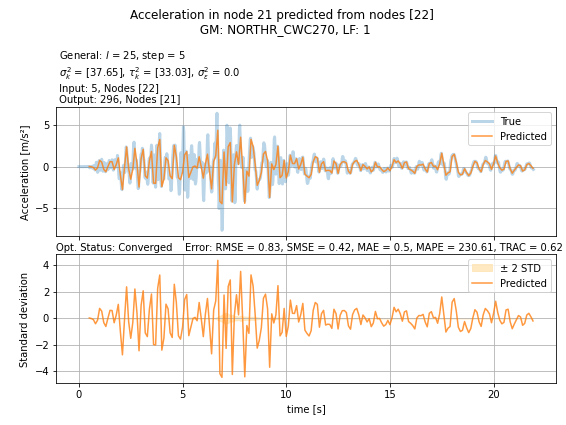 Acceleration in node 21 predicted from nodes [22]
GM: NORTHR_CWC270, LF: 1
General: l = 25, step = 5
σ²ₖ = [37.65], τ²ₖ = [33.03], σ²ₑ = 0.0
Input: 5, Nodes [22]
Output: 296, Nodes [21]
Acceleration [m/s²]
5
0
−5
True
Predicted
Opt. Status: Converged Error: RMSE = 0.83, SMSE = 0.42, MAE = 0.5, MAPE = 230.61, TRAC = 0.62
Standard deviation
4
2
0
−2
−4
± 2 STD
Predicted
0 5 10 15 20
time [s]